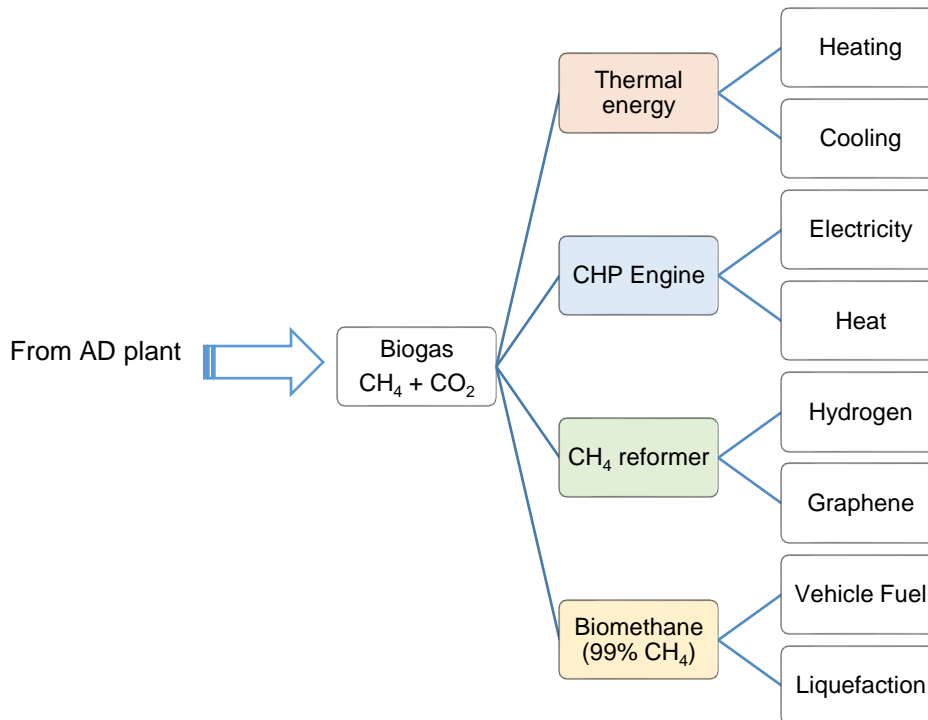 From AD plant
Biogas
CH₄ + CO₂
Thermal
energy
Heating
Cooling
CHP Engine
Electricity
Heat
CH₄ reformer
Hydrogen
Graphene
Biomethane
(99% CH₄)
Vehicle Fuel
Liquefaction